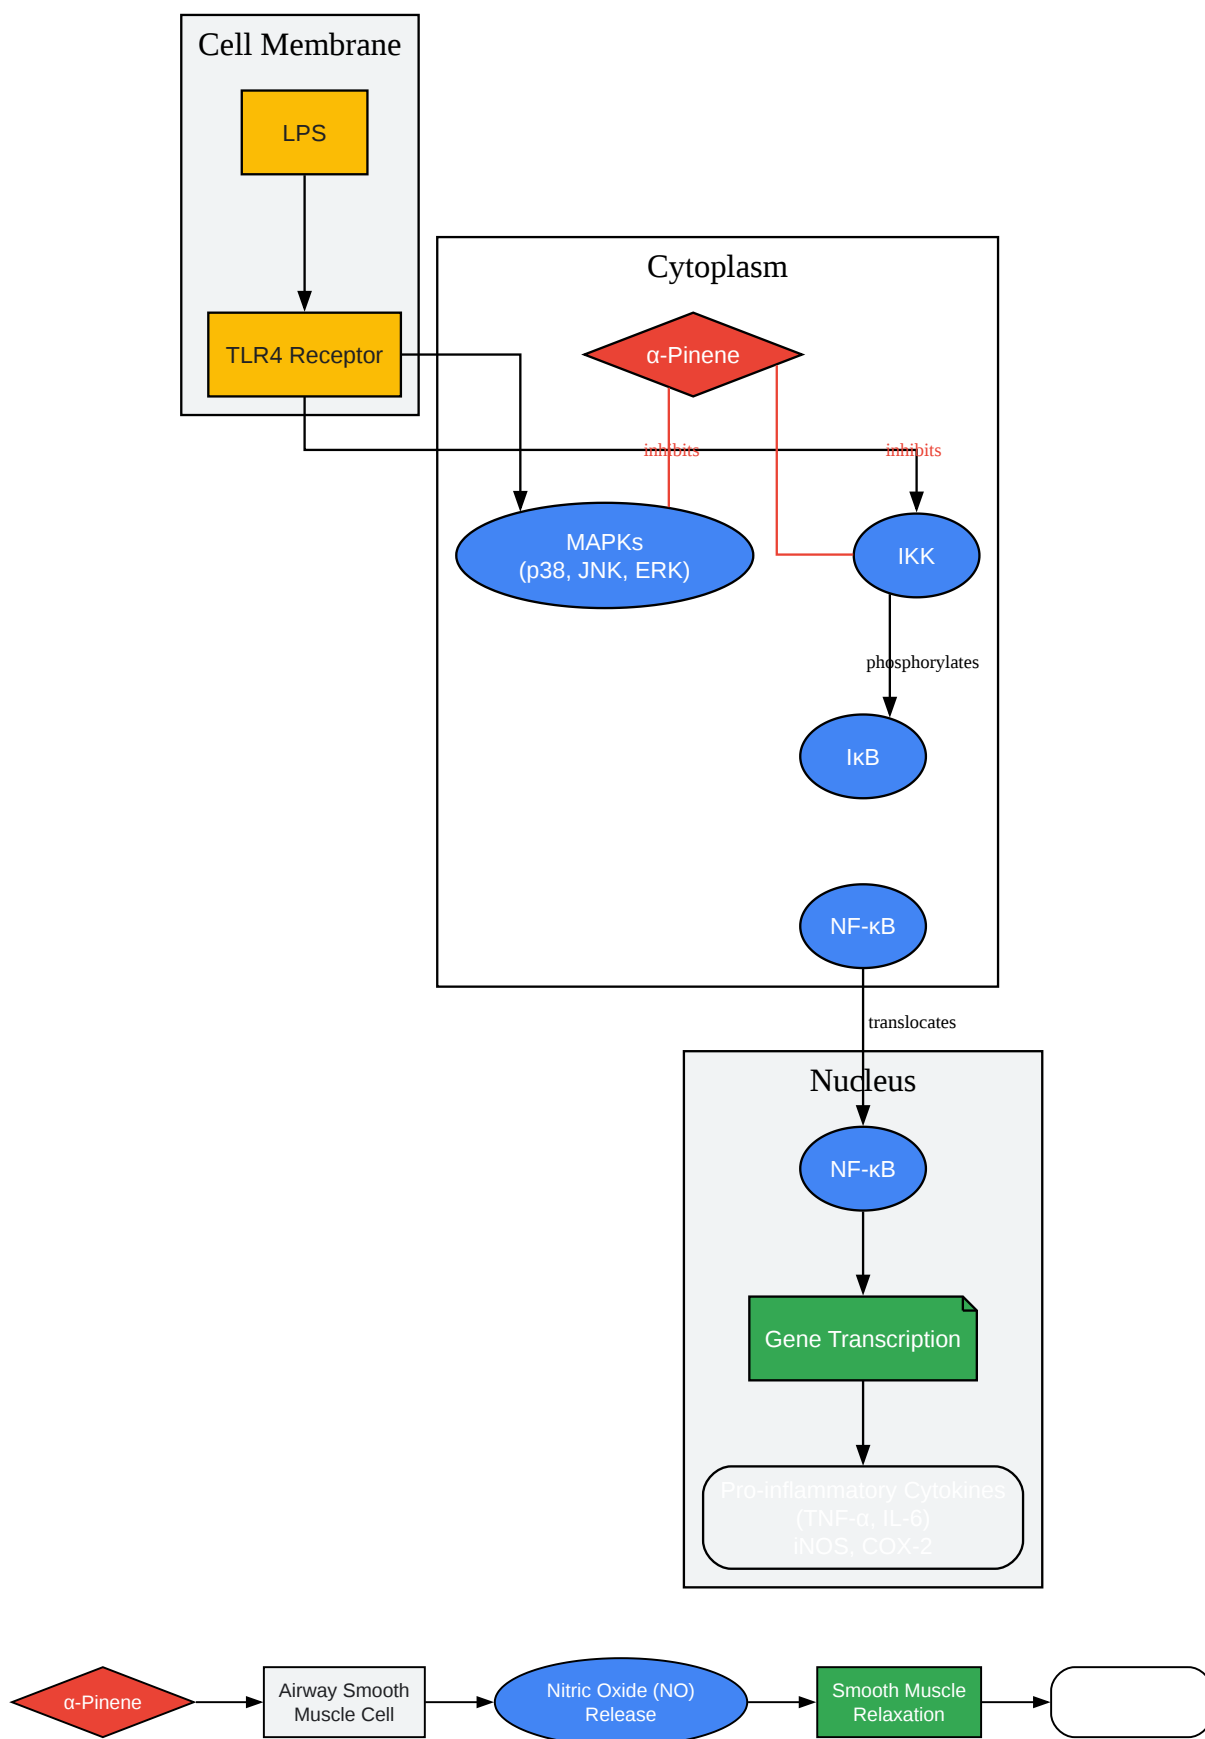 Cell Membrane
LPS
TLR4 Receptor
Cytoplasm
α-Pinene
inhibits
inhibits
MAPKs
(p38, JNK, ERK)
IKK
phosphorylates
IκB
NF-κB
translocates
Nucleus
NF-κB
Gene Transcription
Pro-inflammatory Cytokines
(TNF-α, IL-6)
iNOS, COX-2
α-Pinene
Airway Smooth
Muscle Cell
Nitric Oxide (NO)
Release
Smooth Muscle
Relaxation